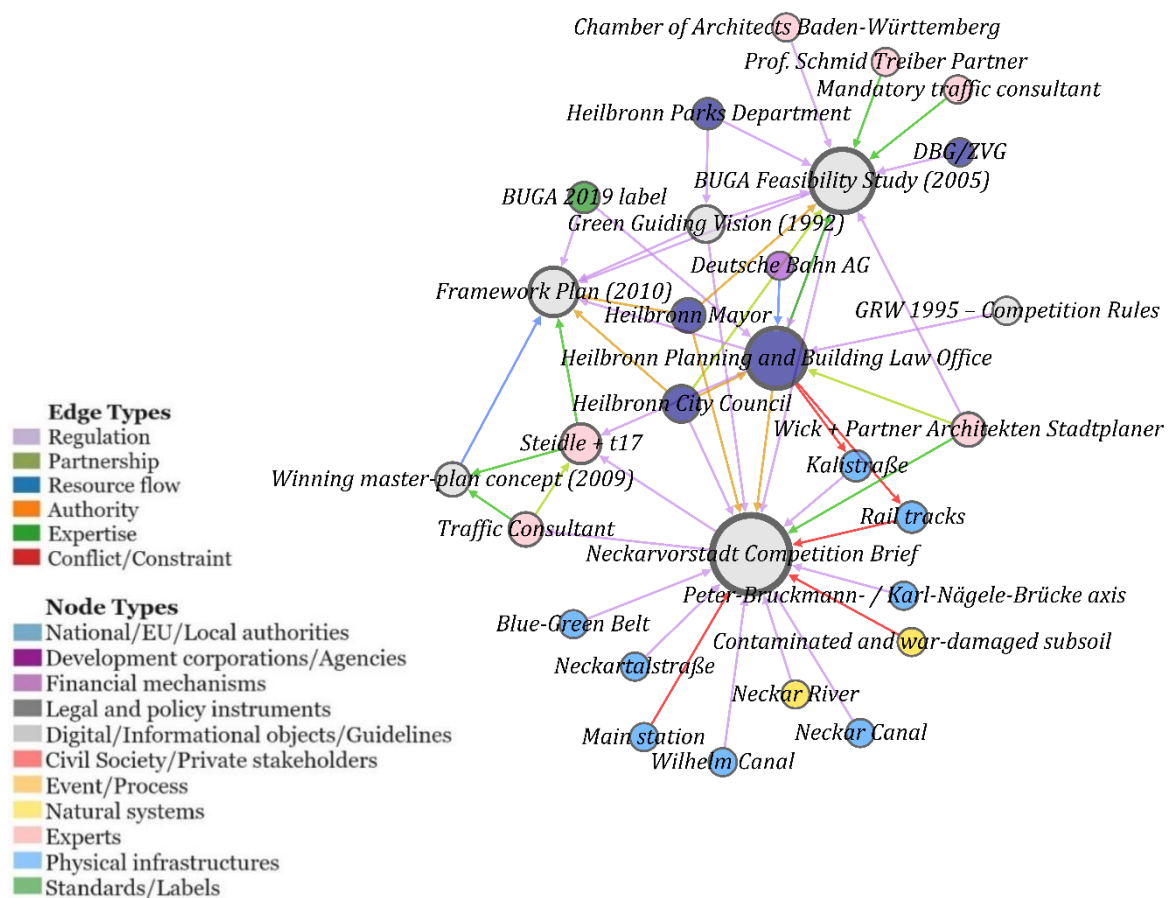 Chamber of Architects Baden-Württemberg
Prof. Schmid Treiber Partner
Mandatory traffic consultant
Heilbronn Parks Department
DBG/ZVG
BUGA Feasibility Study (2005)
BUGA 2019 label
Green Guiding Vision (1992)
Deutsche Bahn AG
Framework Plan (2010)
Heilbronn Mayor
GRW 1995 – Competition Rules
Heilbronn Planning and Building Law Office
Heilbronn City Council
Wick + Partner Architekten Stadtplaner
Steidle + t17
Kalistraße
Winning master-plan concept (2009)
Rail tracks
Traffic Consultant
Neckarvorstadt Competition Brief
Peter-Bruckmann- / Karl-Nägele-Brücke axis
Blue-Green Belt
Contaminated and war-damaged subsoil
Neckartalstraße
Neckar River
Main station
Neckar Canal
Wilhelm Canal
Edge Types
Regulation
Partnership
Resource flow
Authority
Expertise
Conflict/Constraint
Node Types
National/EU/Local authorities
Development corporations/Agencies
Financial mechanisms
Legal and policy instruments
Digital/Informational objects/Guidelines
Civil Society/Private stakeholders
Event/Process
Natural systems
Experts
Physical infrastructures
Standards/Labels